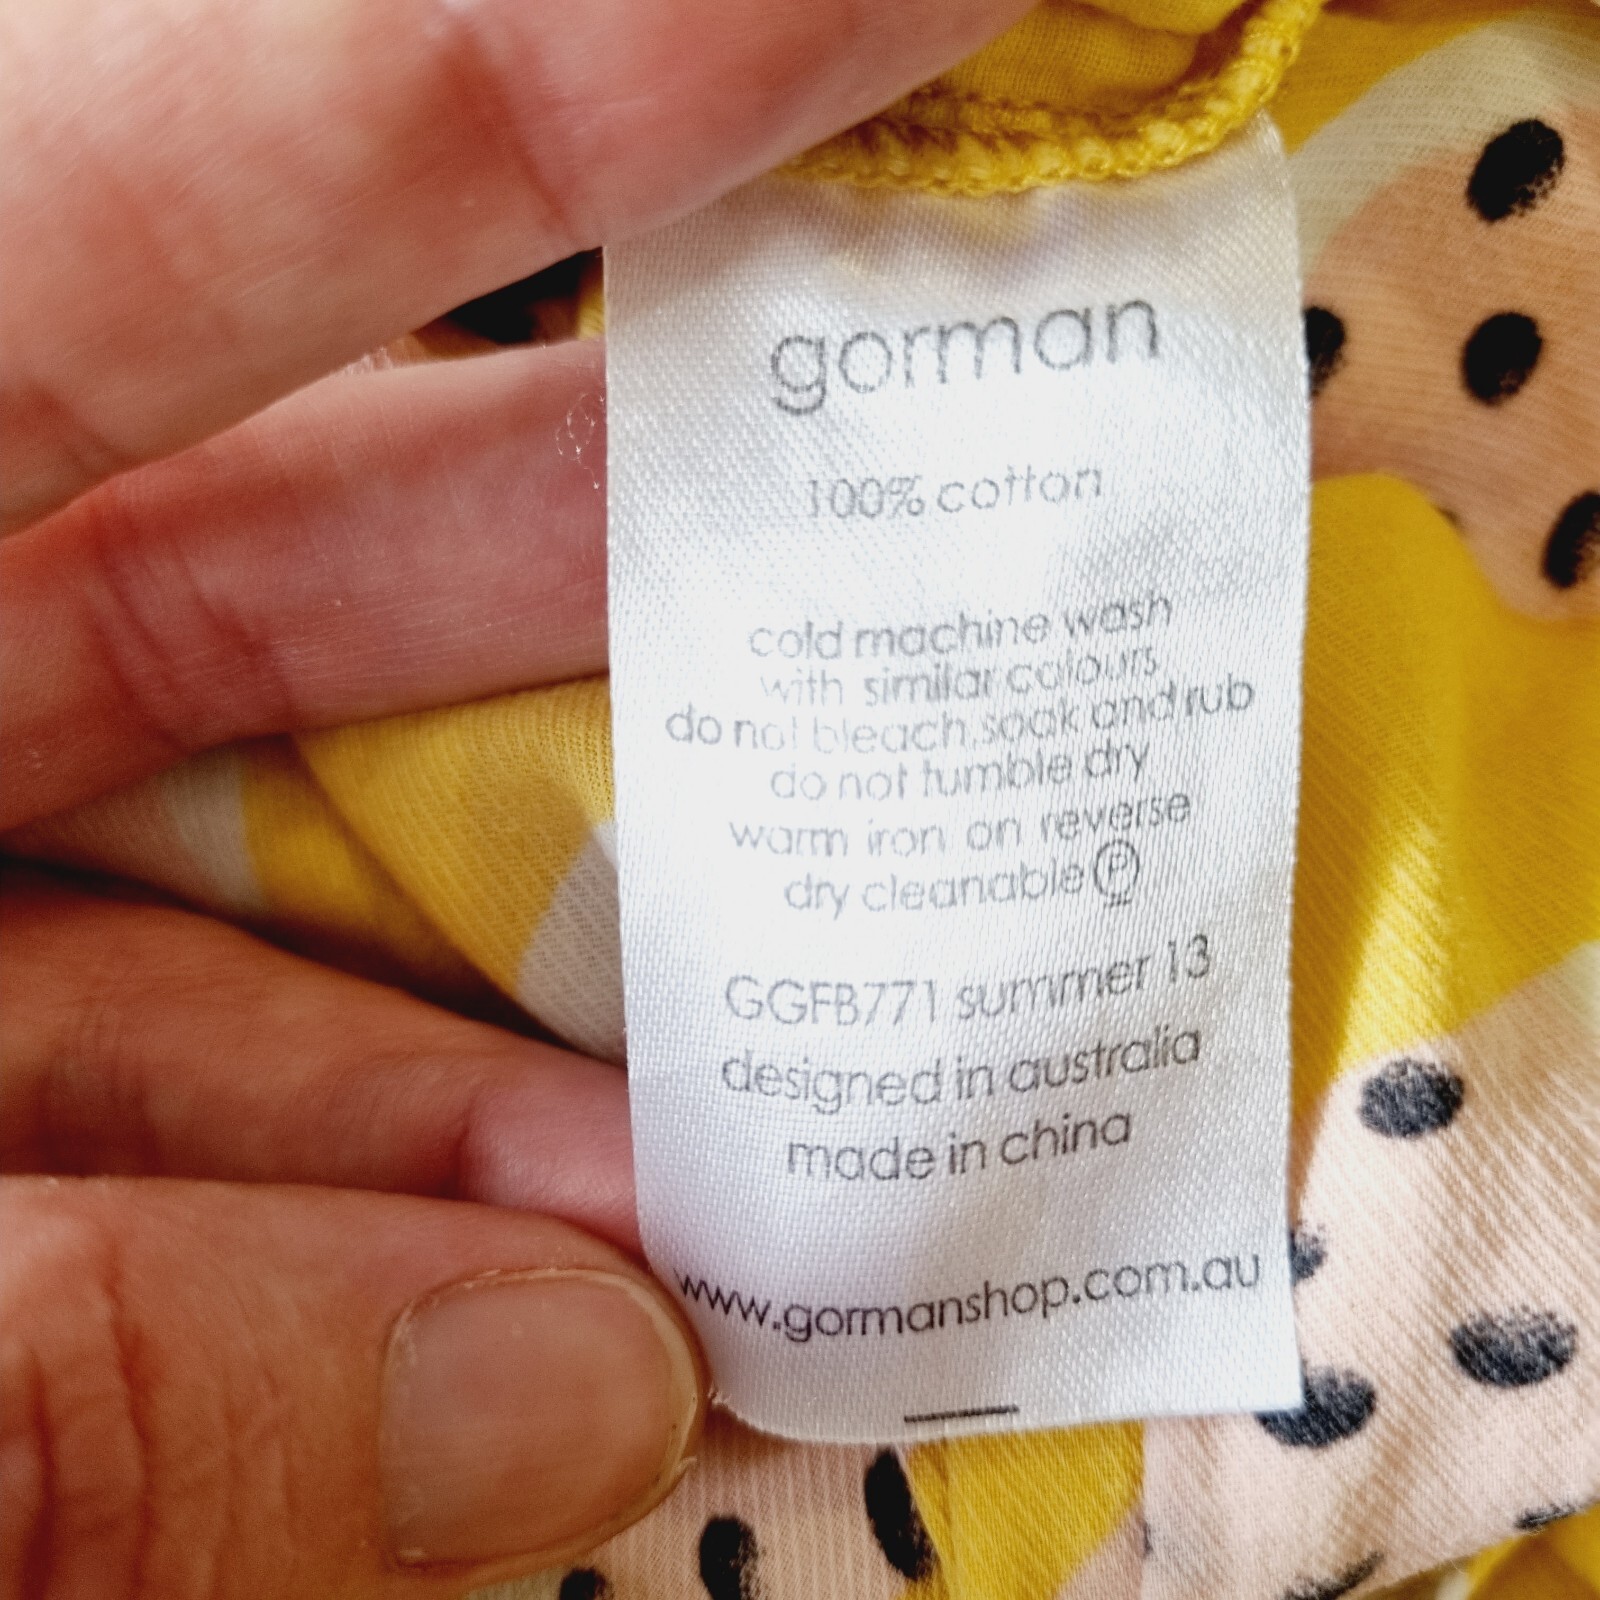 gorman
100% cotton
cold machine wash
with similar colours
do not bleach,soak and rub
do not tumble dry
warm iron on reverse
dry cleanable Ⓟ
GGFB771 summer 13
designed in australia
made in china
www.gormanshop.com.au